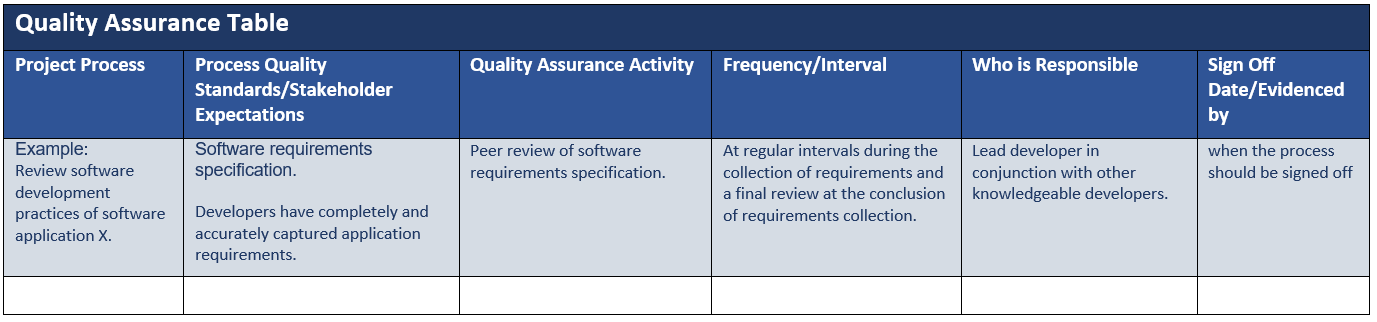 Quality Assurance Table
Project Process
Process Quality
Standards/Stakeholder
Expectations
Quality Assurance Activity
Frequency/Interval
Who is Responsible
Sign Off
Date/Evidenced
by
Example:
Review software
development
practices of software
application X.
Software requirements
specification.
Developers have completely and
accurately captured application
requirements.
Peer review of software
requirements specification.
At regular intervals during the
collection of requirements and
a final review at the conclusion
of requirements collection.
Lead developer in
conjunction with other
knowledgeable developers.
when the process
should be signed off